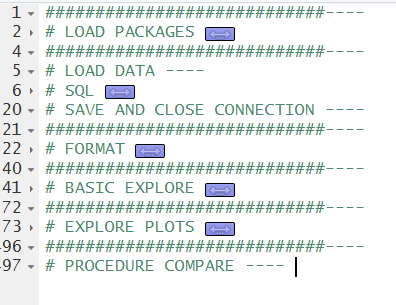 1 ############################----
2 # LOAD PACKAGES
4 ############################----
5 # LOAD DATA ----
6 # SQL
20 # SAVE AND CLOSE CONNECTION ----
21 ############################----
22 # FORMAT
40 ############################----
41 # BASIC EXPLORE
72 ############################----
73 # EXPLORE PLOTS
96 ############################----
97 # PROCEDURE COMPARE ----